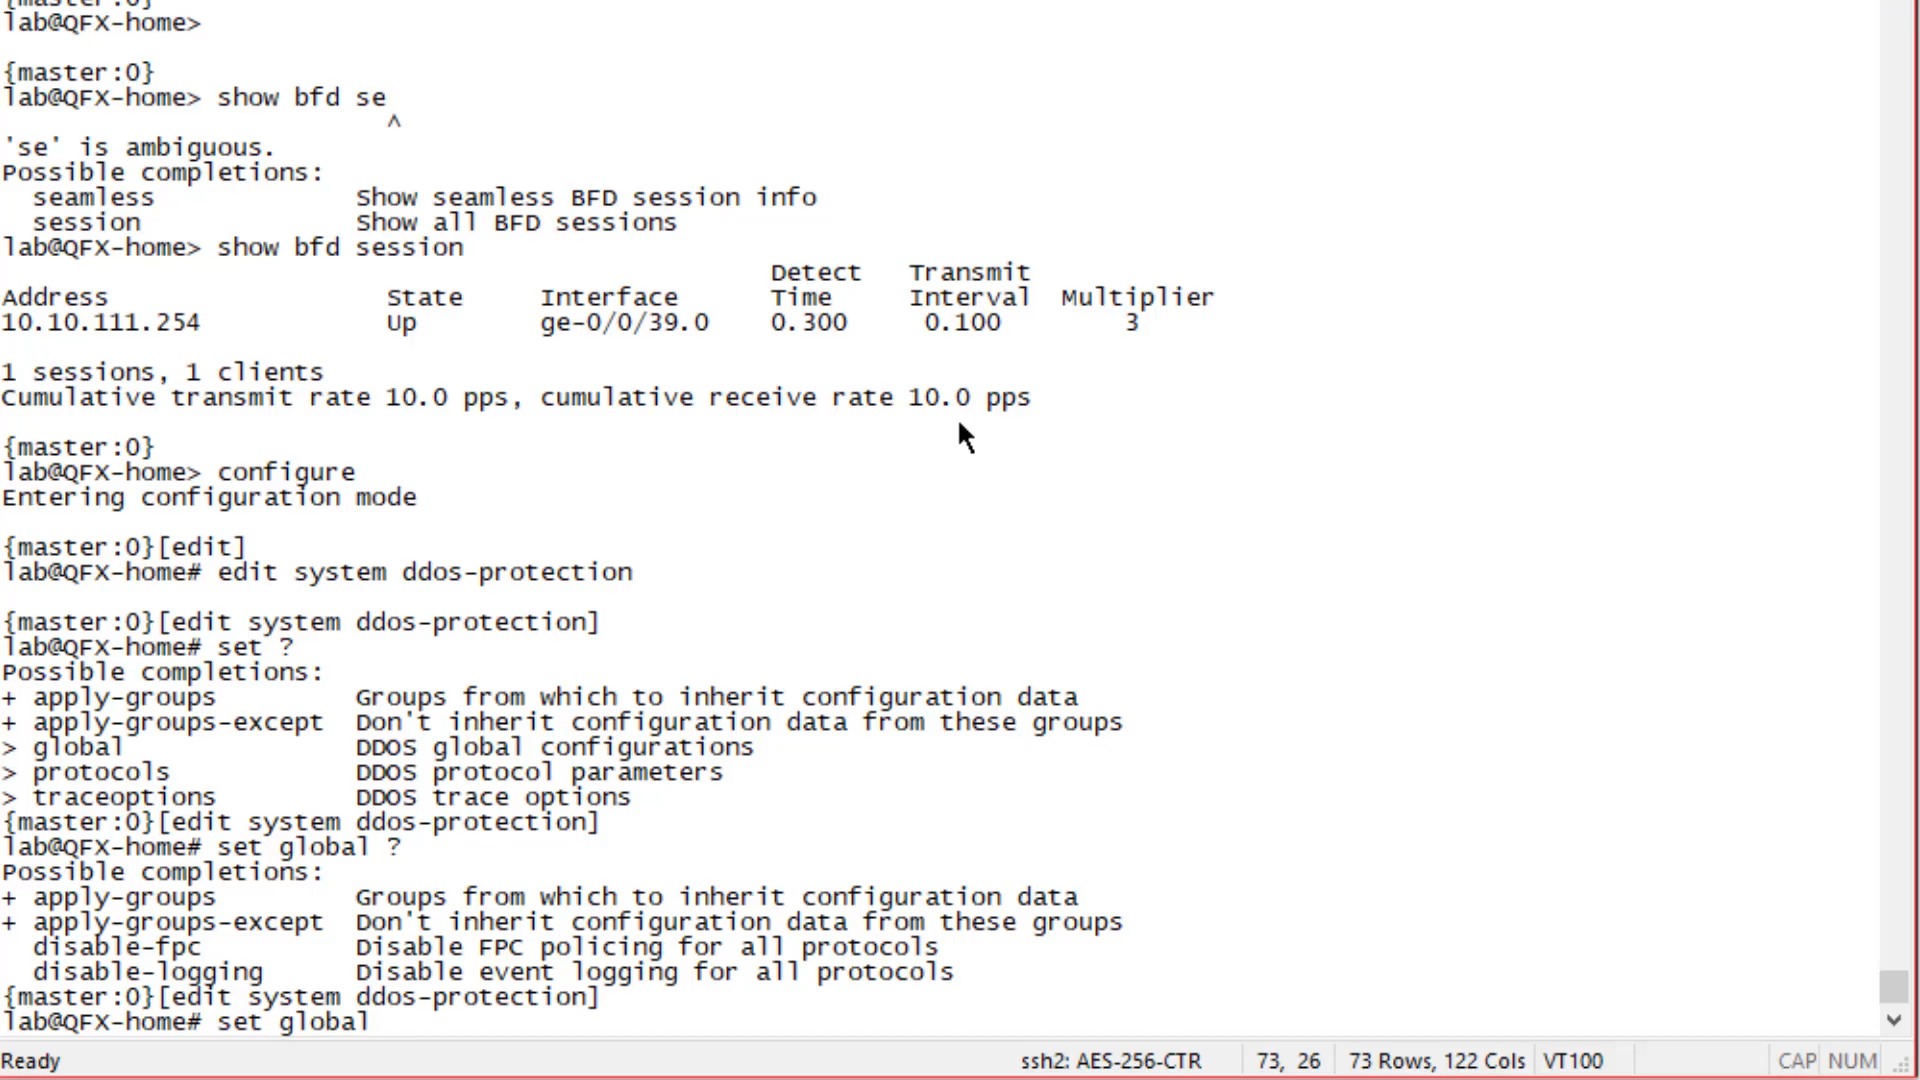 {master:0}
lab@QFX-home>
{master:0}
lab@QFX-home> show bfd se
^
'se' is ambiguous.
Possible completions:
seamless Show seamless BFD session info
session Show all BFD sessions
lab@QFX-home> show bfd session
Detect Transmit
Address State Interface Time Interval Multiplier
10.10.111.254 Up ge-0/0/39.0 0.300 0.100 3
1 sessions, 1 clients
Cumulative transmit rate 10.0 pps, cumulative receive rate 10.0 pps
{master:0}
lab@QFX-home> configure
Entering configuration mode
{master:0}[edit]
lab@QFX-home# edit system ddos-protection
{master:0}[edit system ddos-protection]
lab@QFX-home# set ?
Possible completions:
+ apply-groups Groups from which to inherit configuration data
+ apply-groups-except Don't inherit configuration data from these groups
> global DDOS global configurations
> protocols DDOS protocol parameters
> traceoptions DDOS trace options
{master:0}[edit system ddos-protection]
lab@QFX-home# set global ?
Possible completions:
+ apply-groups Groups from which to inherit configuration data
+ apply-groups-except Don't inherit configuration data from these groups
disable-fpc Disable FPC policing for all protocols
disable-logging Disable event logging for all protocols
{master:0}[edit system ddos-protection]
lab@QFX-home# set global
Ready ssh2: AES-256-CTR 73, 26 73 Rows, 122 Cols VT100 CAP NUM